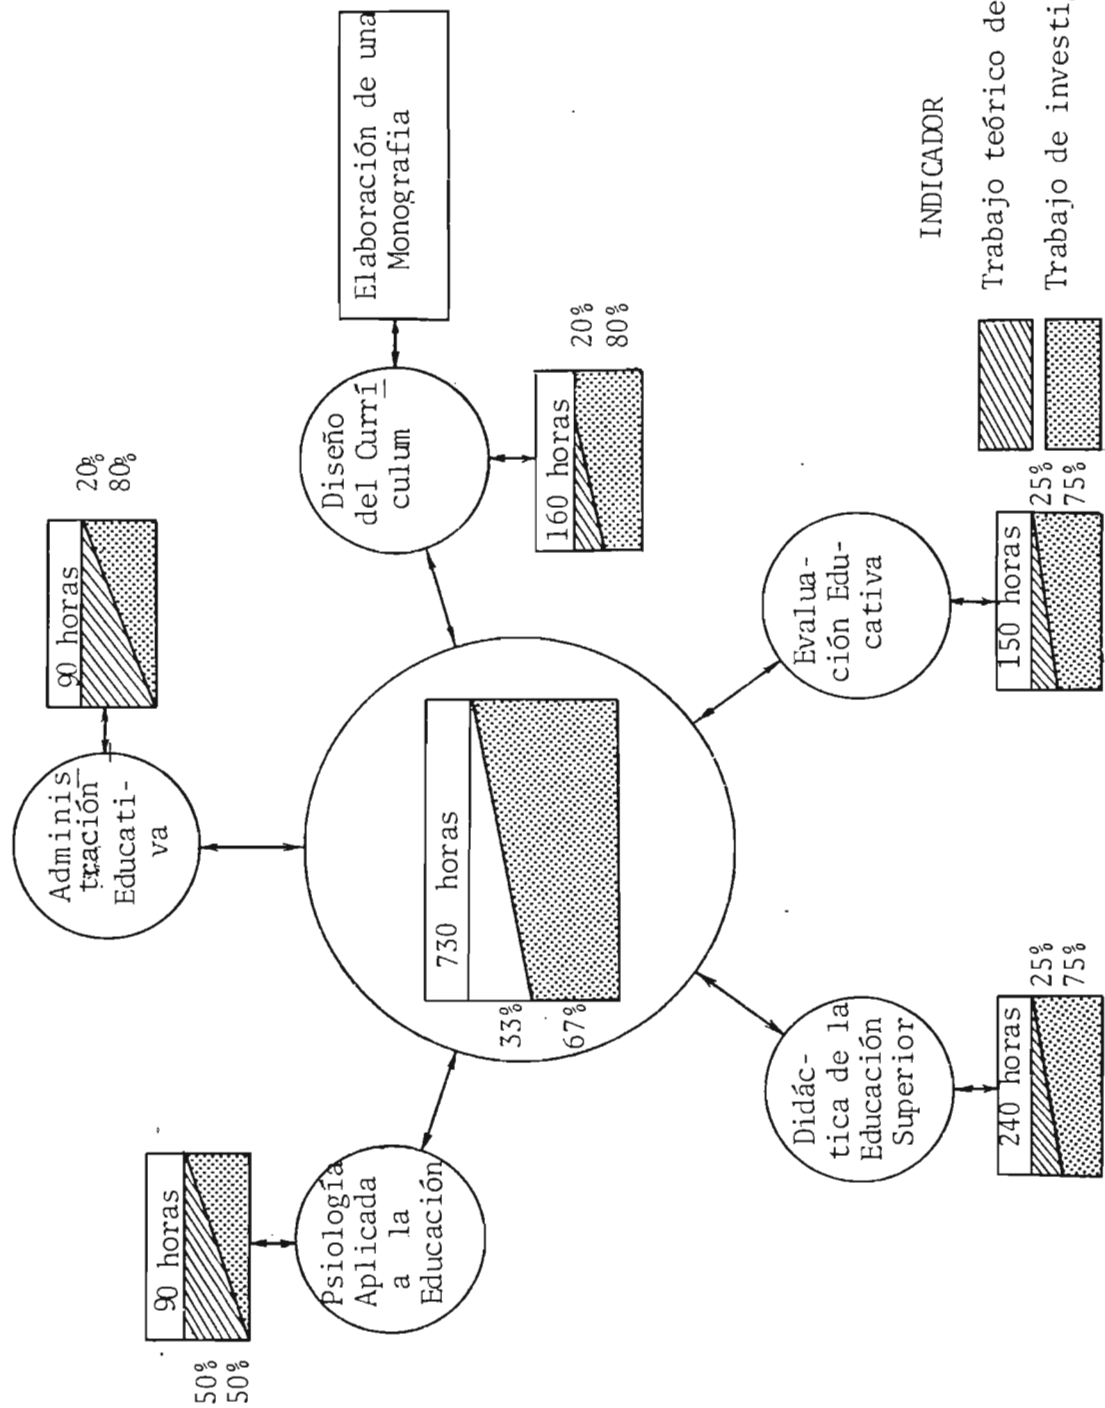 Adminis
tración
Educati-
va
90 horas
20%
80%
90 horas
50%
50%
Psiología
Aplicada
a la
Educación
730 horas
33%
67%
Diseño
del Currí
culum
Elaboración de una
Monografia
160 horas
20%
80%
Didác-
tica de la
Educación
Superior
240 horas
25%
75%
Evalua-
ción Edu-
cativa
150 horas
25%
75%
INDICADOR
Trabajo teórico de
Trabajo de investi